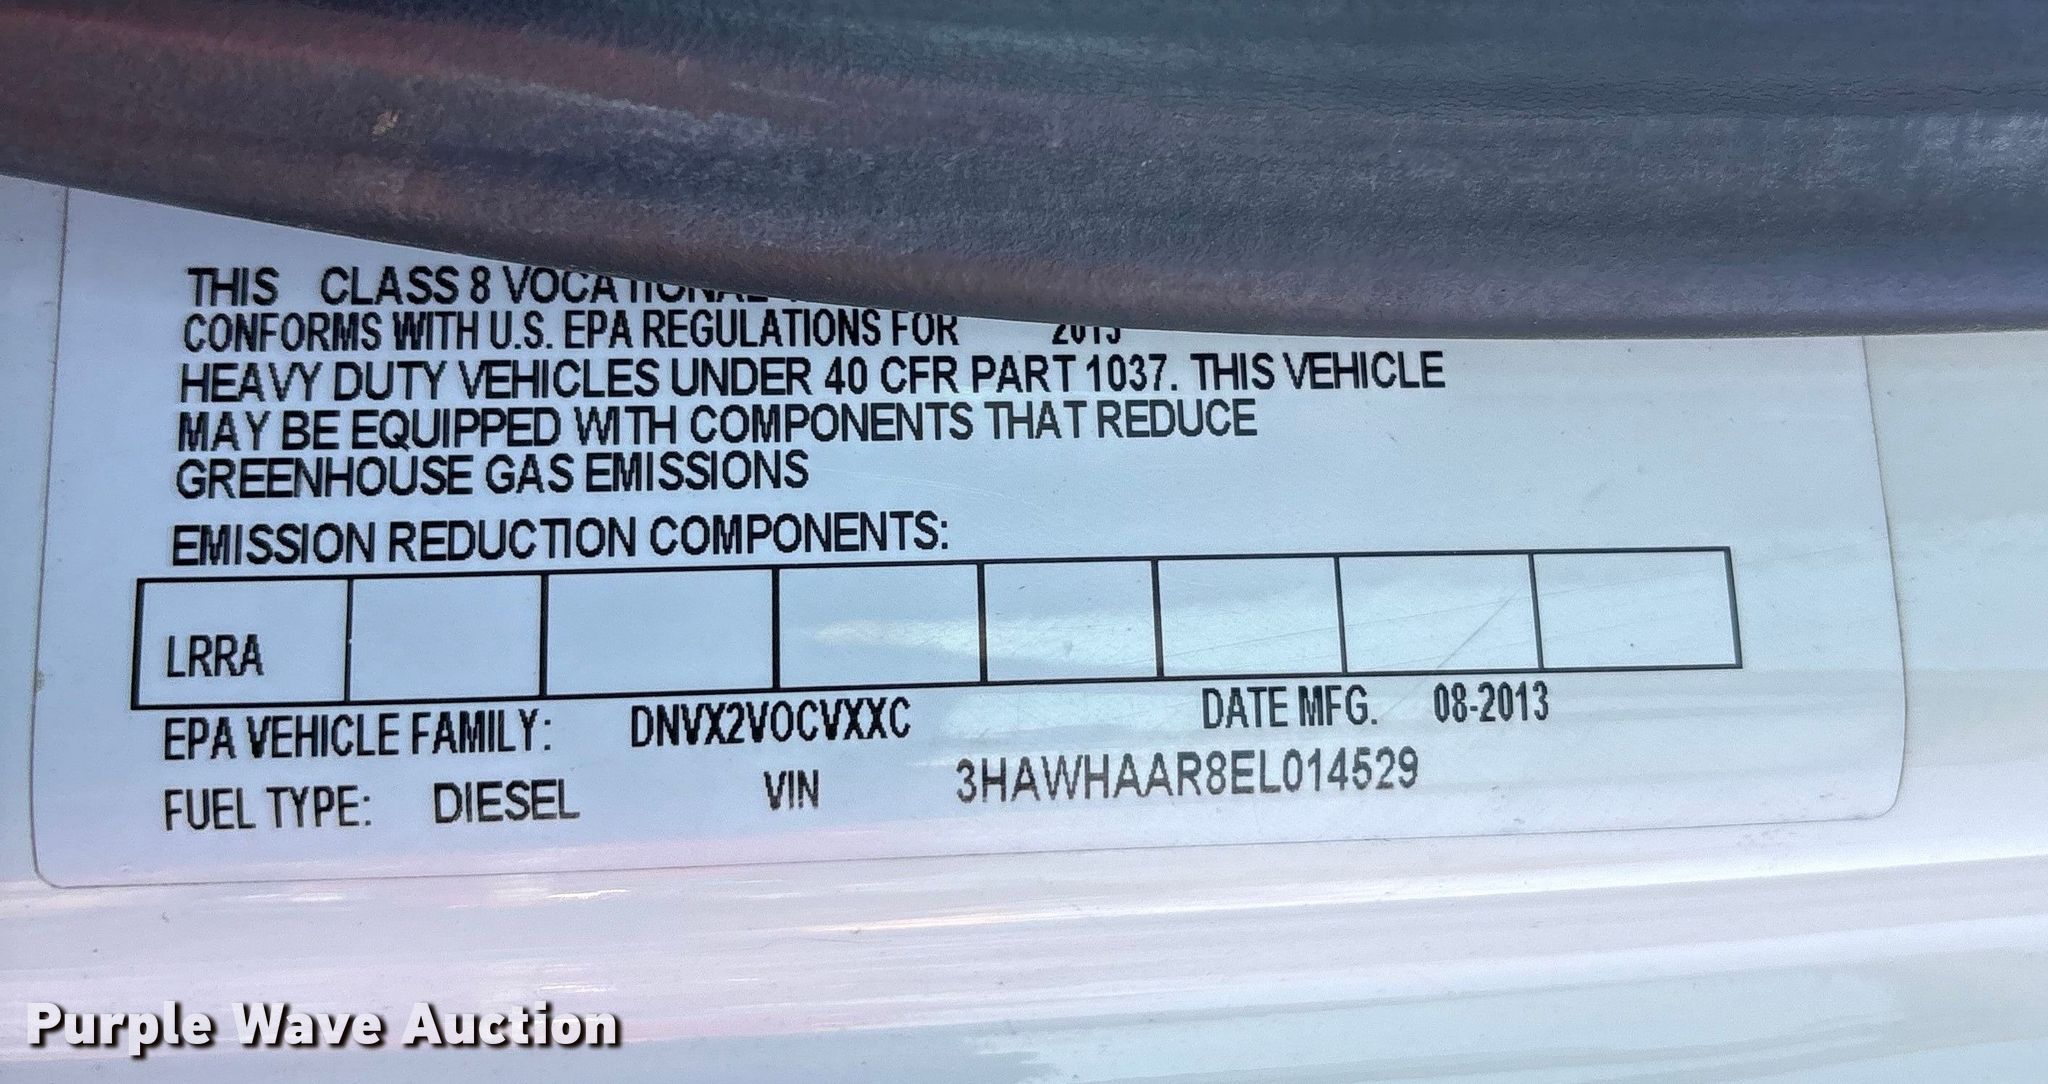 THIS CLASS 8 VOCATIONAL
CONFORMS WITH U.S. EPA REGULATIONS FOR 2013
HEAVY DUTY VEHICLES UNDER 40 CFR PART 1037. THIS VEHICLE
MAY BE EQUIPPED WITH COMPONENTS THAT REDUCE
GREENHOUSE GAS EMISSIONS
EMISSION REDUCTION COMPONENTS:
LRRA
EPA VEHICLE FAMILY: DNVX2VOCVXXC DATE MFG. 08-2013
FUEL TYPE: DIESEL VIN 3HAWHAAR8EL014529
Purple Wave Auction